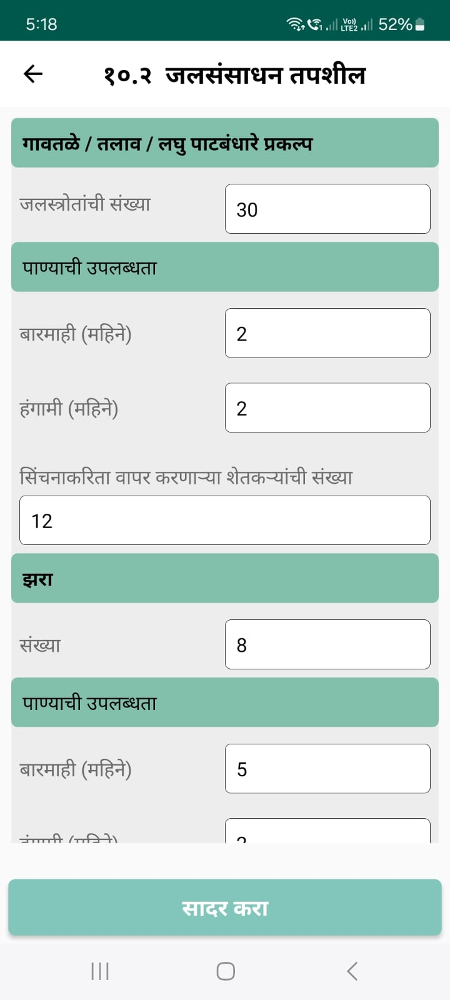 5:18
Vo))
LTE2
52%
१०.२ जलसंसाधन तपशील
गावतळे / तलाव / लघु पाटबंधारे प्रकल्प
जलस्त्रोतांची संख्या
30
पाण्याची उपलब्धता
बारमाही (महिने)
2
हंगामी (महिने)
2
सिंचनाकरिता वापर करणाऱ्या शेतकऱ्यांची संख्या
12
झरा
संख्या
8
पाण्याची उपलब्धता
बारमाही (महिने)
5
सादर करा